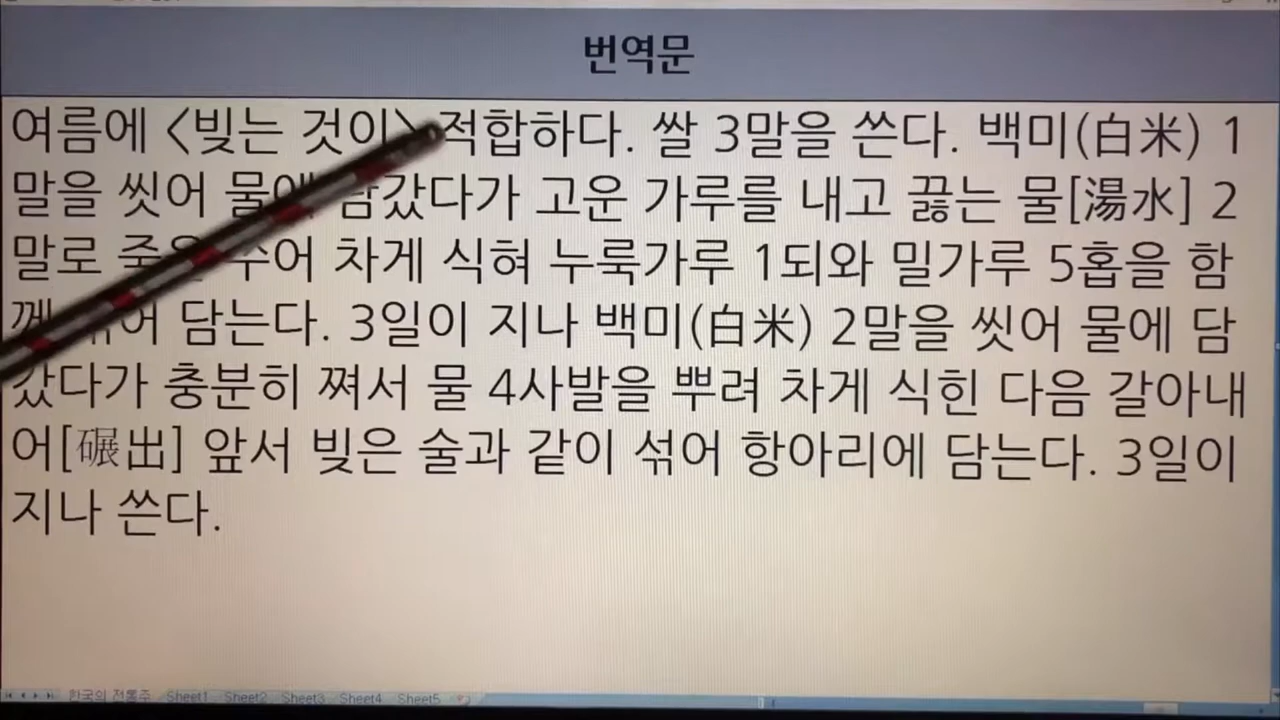 번역문
여름에 <빚는 것이> 적합하다. 쌀 3말을 쓴다. 백미(白米) 1
말을 씻어 물에 담갔다가 고운 가루를 내고 끓는 물[湯水] 2
말로 죽을 쑤어 차게 식혀 누룩가루 1되와 밀가루 5홉을 함
께 섞어 담는다. 3일이 지나 백미(白米) 2말을 씻어 물에 담
갔다가 충분히 쪄서 물 4사발을 뿌려 차게 식힌 다음 갈아내
어[碾出] 앞서 빚은 술과 같이 섞어 항아리에 담는다. 3일이
지나 쓴다.
한국의 전통주 Sheet1 Sheet2 Sheet3 Sheet4 Sheet5